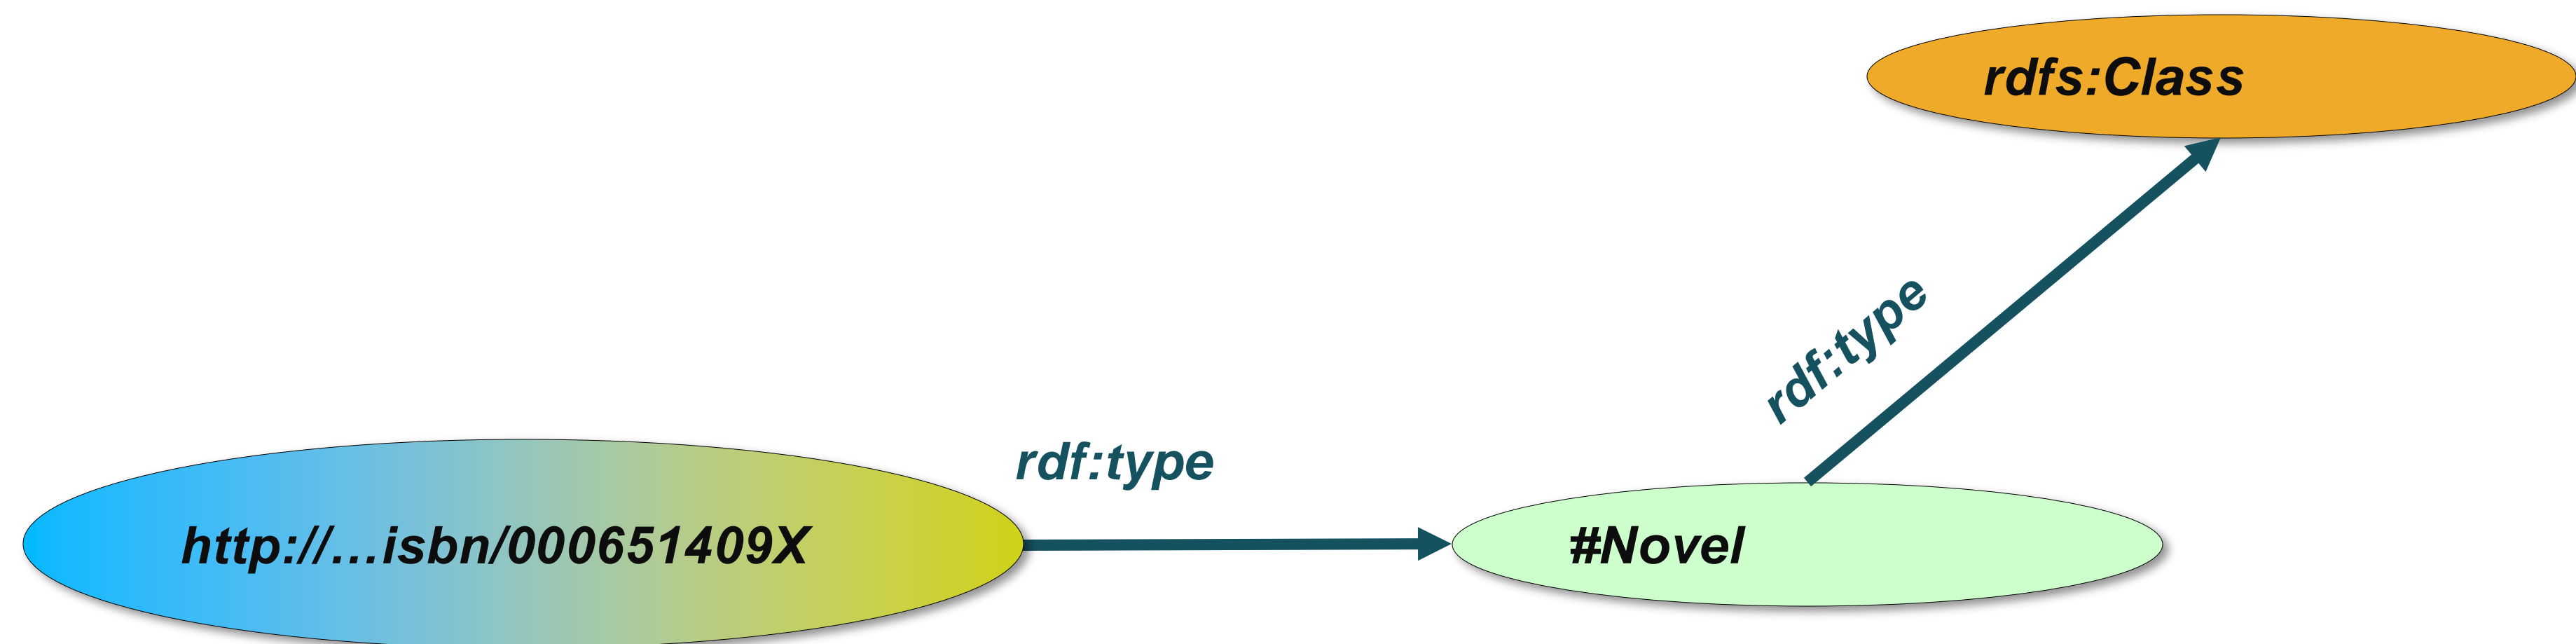 rdfs:Class
rdf:type
rdf:type
http://…isbn/000651409X
#Novel